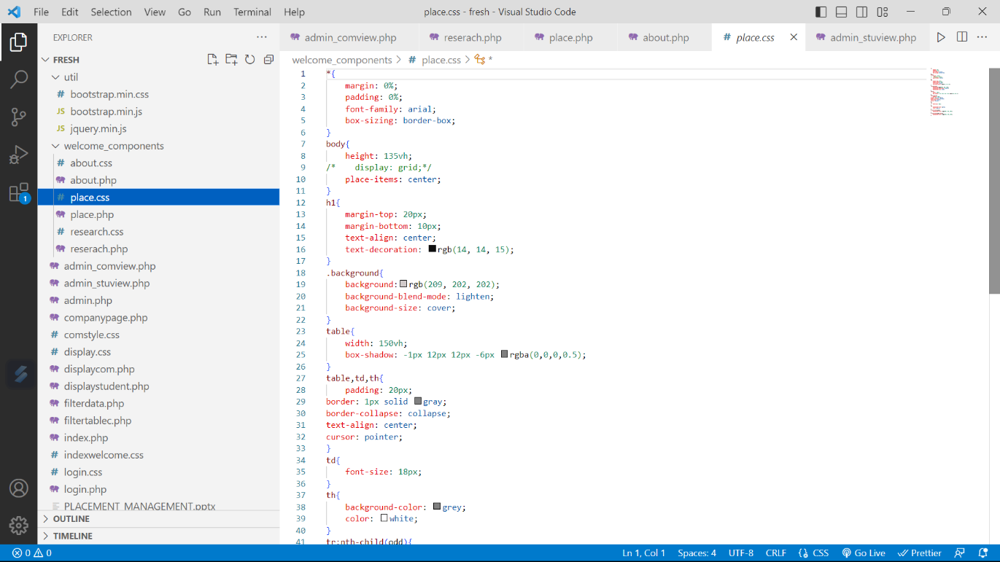 File Edit Selection View Go Run Terminal Help place.css - fresh - Visual Studio Code
EXPLORER
FRESH
util
# bootstrap.min.css
JS bootstrap.min.js
JS jquery.min.js
welcome_components
# about.css
about.php
# place.css
place.php
# research.css
reserach.php
admin_comview.php
admin_stuview.php
admin.php
companypage.php
# comstyle.css
# display.css
displaycom.php
displaystudent.php
filterdata.php
filtertablec.php
index.php
# indexwelcome.css
# login.css
login.php
PLACEMENT_MANAGEMENT.pptx
OUTLINE
TIMELINE
1
admin_comview.php reserach.php place.php about.php # place.css admin_stuview.php
welcome_components > # place.css > *
1 *{
2 margin: 0%;
3 padding: 0%;
4 font-family: arial;
5 box-sizing: border-box;
6 }
7 body{
8 height: 135vh;
9 /* display: grid;*/
10 place-items: center;
11 }
12 h1{
13 margin-top: 20px;
14 margin-bottom: 10px;
15 text-align: center;
16 text-decoration: rgb(14, 14, 15);
17 }
18 .background{
19 background: rgb(209, 202, 202);
20 background-blend-mode: lighten;
21 background-size: cover;
22 }
23 table{
24 width: 150vh;
25 box-shadow: -1px 12px 12px -6px rgba(0,0,0,0.5);
26 }
27 table,td,th{
28 padding: 20px;
29 border: 1px solid gray;
30 border-collapse: collapse;
31 text-align: center;
32 cursor: pointer;
33 }
34 td{
35 font-size: 18px;
36 }
37 th{
38 background-color: grey;
39 color: white;
40 }
41 tr:nth-child(odd){
0 0 Ln 1, Col 1 Spaces: 4 UTF-8 CRLF {} CSS Go Live Prettier